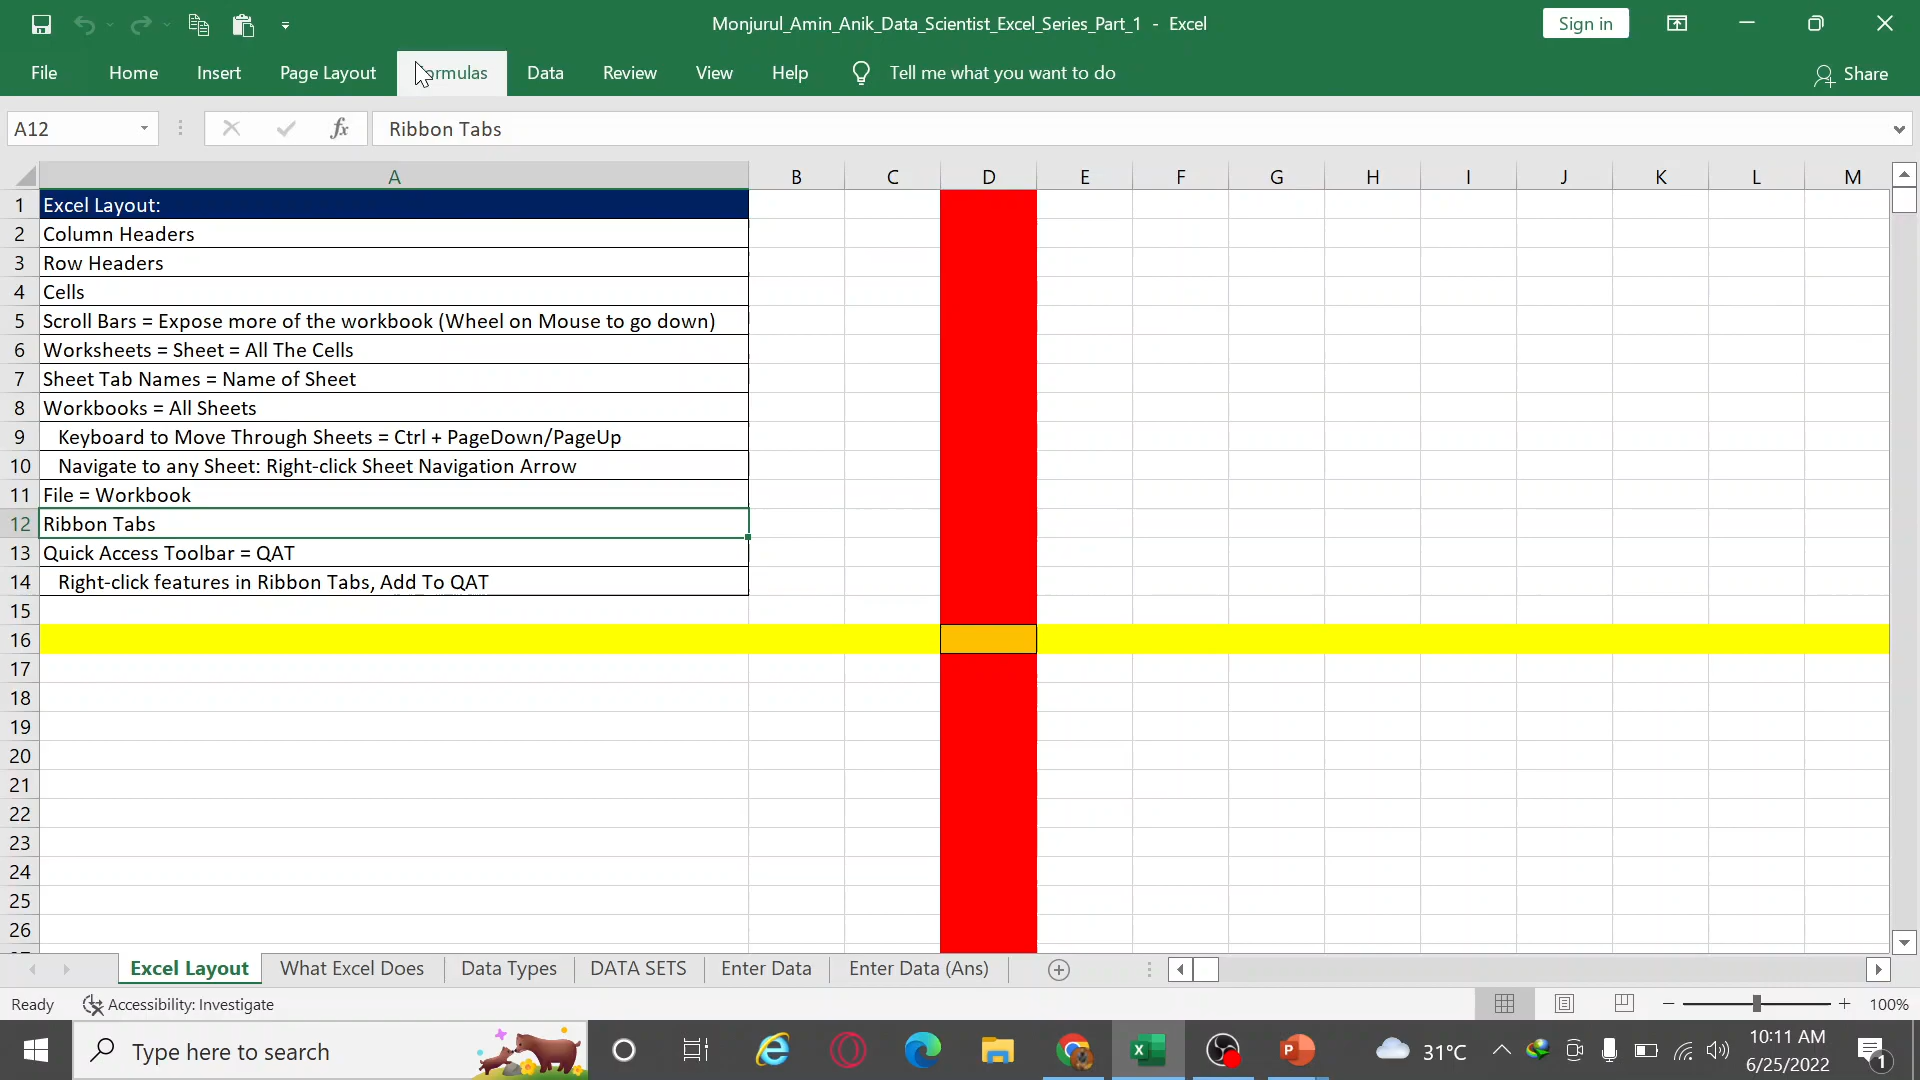 Monjurul_Amin_Anik_Data_Scientist_Excel_Series_Part_1 - Excel
Sign in
File Home Insert Page Layout Formulas Data Review View Help Tell me what you want to do Share
A12 fx Ribbon Tabs
A B C D E F G H I J K L M
1 Excel Layout:
2 Column Headers
3 Row Headers
4 Cells
5 Scroll Bars = Expose more of the workbook (Wheel on Mouse to go down)
6 Worksheets = Sheet = All The Cells
7 Sheet Tab Names = Name of Sheet
8 Workbooks = All Sheets
9 Keyboard to Move Through Sheets = Ctrl + PageDown/PageUp
10 Navigate to any Sheet: Right-click Sheet Navigation Arrow
11 File = Workbook
12 Ribbon Tabs
13 Quick Access Toolbar = QAT
14 Right-click features in Ribbon Tabs, Add To QAT
15
16
17
18
19
20
21
22
23
24
25
26
Excel Layout What Excel Does Data Types DATA SETS Enter Data Enter Data (Ans)
Ready Accessibility: Investigate 100%
Type here to search 31°C 10:11 AM
6/25/2022 1